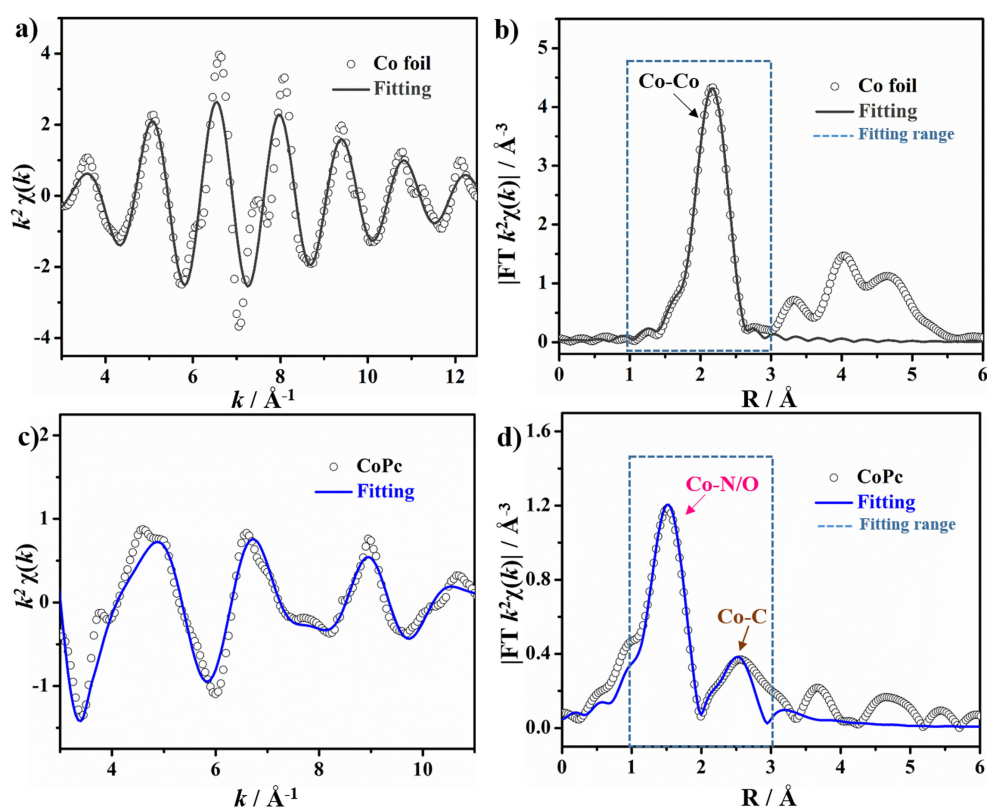 a)
Co foil
Fitting
k² χ(k)
4
2
0
-2
-4
4
6
8
10
12
k / Å⁻¹
b)
Co–Co
Co foil
Fitting
Fitting range
|FT k²χ(k)| / Å⁻³
5
4
3
2
1
0
0
1
2
3
4
5
6
R / Å
c)
CoPc
Fitting
k² χ(k)
2
1
0
-1
4
6
8
10
k / Å⁻¹
d)
Co–N/O
Co–C
CoPc
Fitting
Fitting range
|FT k²χ(k)| / Å⁻³
1.6
1.2
0.8
0.4
0.0
0
1
2
3
4
5
6
R / Å